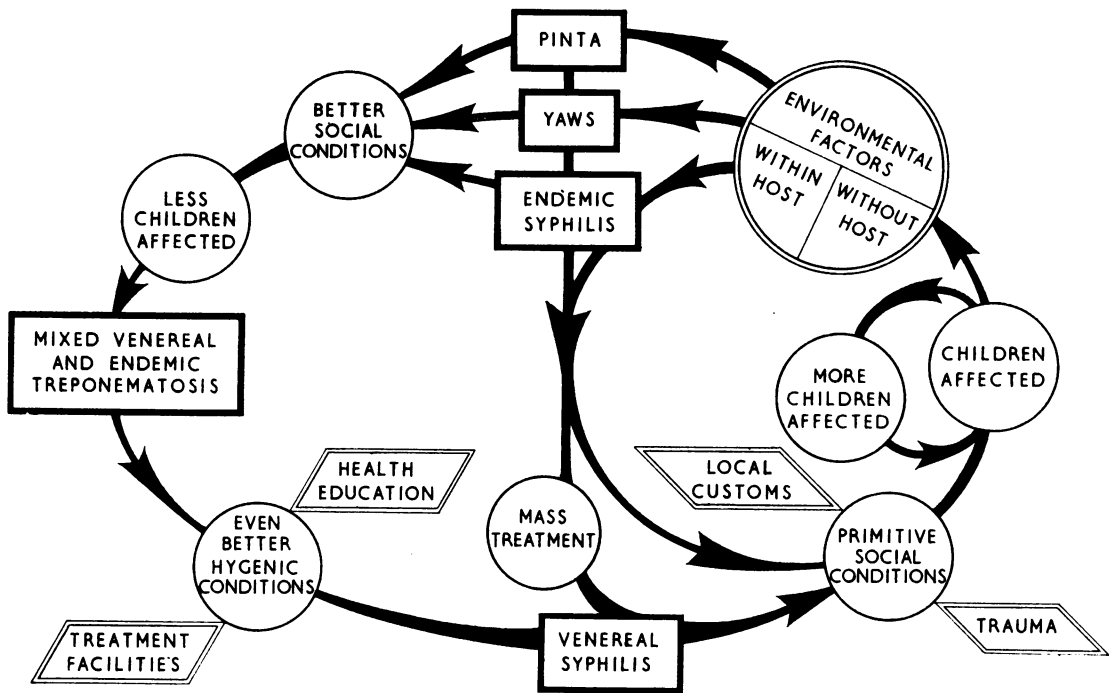 PINTA
YAWS
ENDEMIC
SYPHILIS
BETTER
SOCIAL
CONDITIONS
ENVIRONMENTAL
FACTORS
WITHIN
HOST
WITHOUT
HOST
LESS
CHILDREN
AFFECTED
MIXED VENEREAL
AND ENDEMIC
TREPONEMATOSIS
MORE
CHILDREN
AFFECTED
CHILDREN
AFFECTED
HEALTH
EDUCATION
LOCAL
CUSTOMS
MASS
TREATMENT
EVEN
BETTER
HYGENIC
CONDITIONS
PRIMITIVE
SOCIAL
CONDITIONS
TREATMENT
FACILITIES
VENEREAL
SYPHILIS
TRAUMA